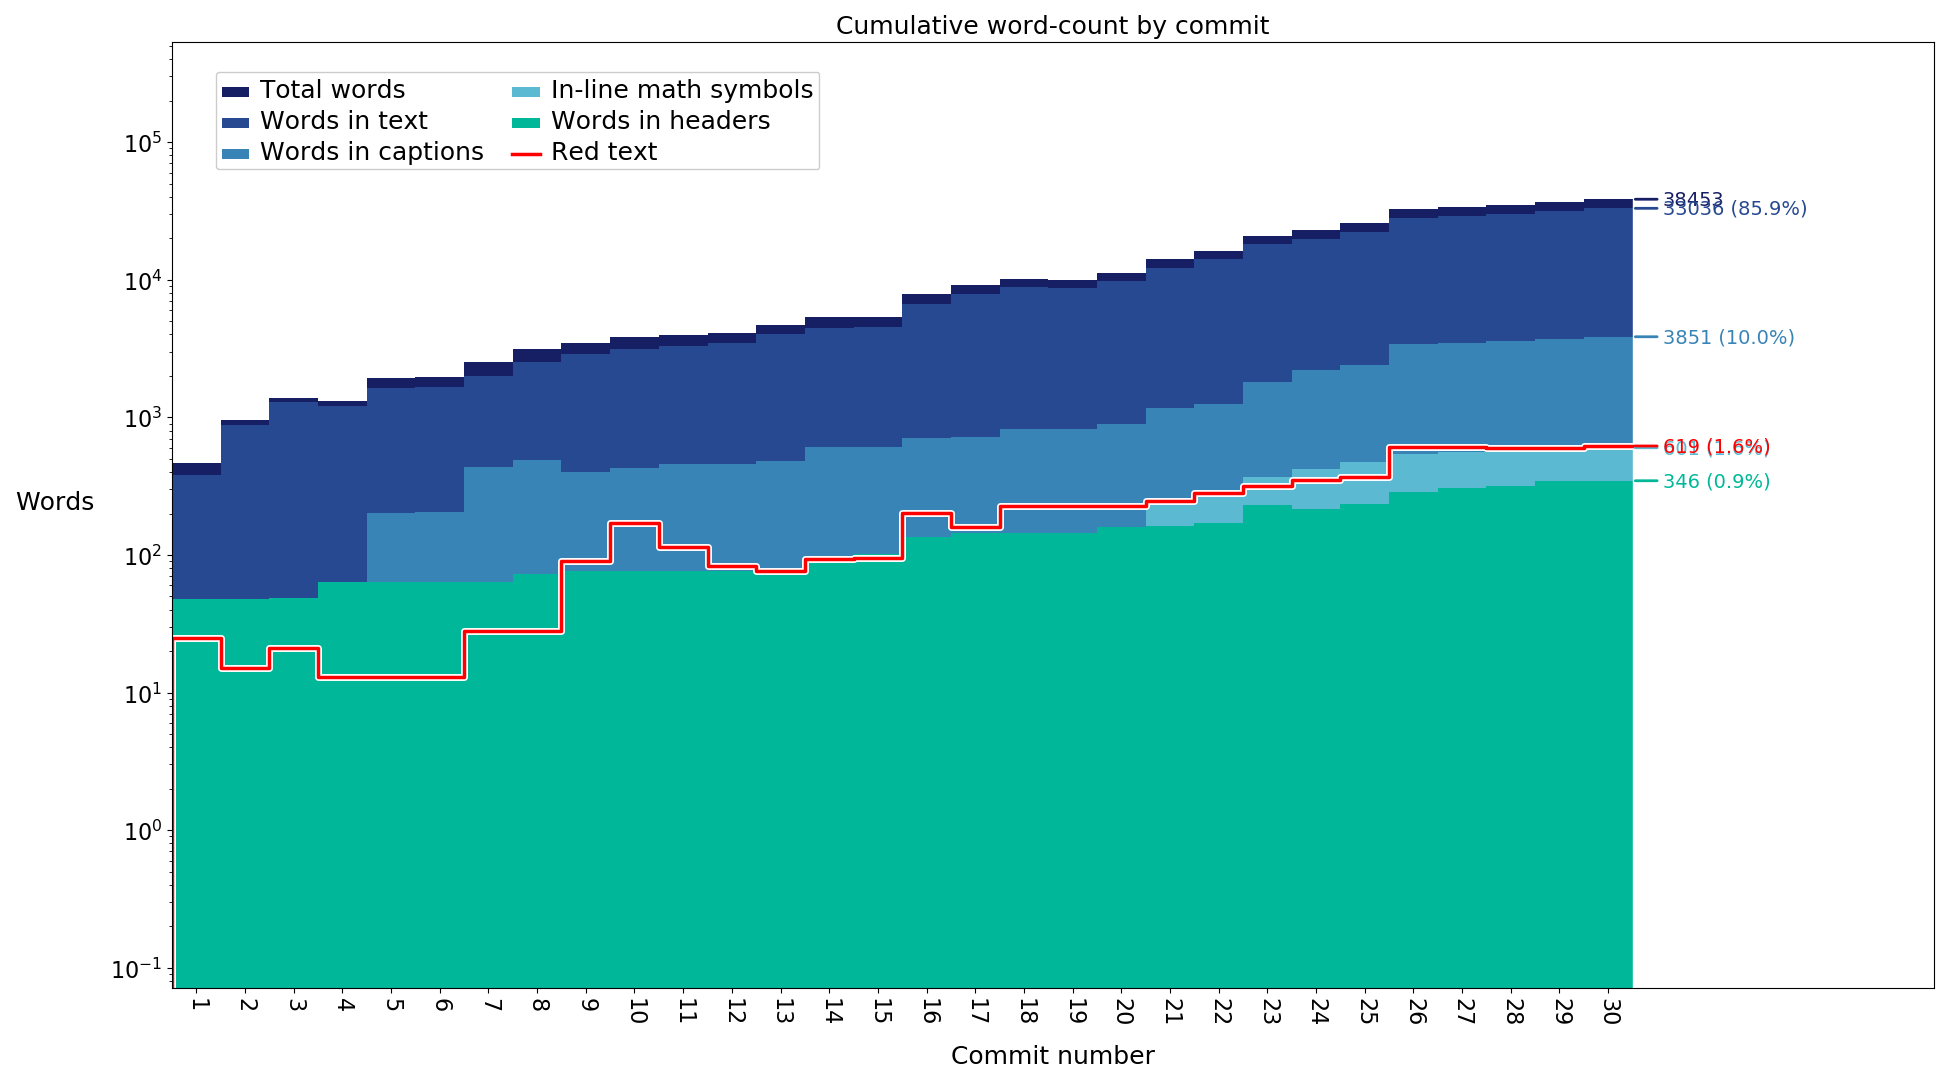 Cumulative word-count by commit
Total words
Words in text
Words in captions
In-line math symbols
Words in headers
Red text
Words
10^5
10^4
10^3
10^2
10^1
10^0
10^−1
38453
33036 (85.9%)
3851 (10.0%)
619 (1.6%)
346 (0.9%)
1 2 3 4 5 6 7 8 9 10 11 12 13 14 15 16 17 18 19 20 21 22 23 24 25 26 27 28 29 30
Commit number